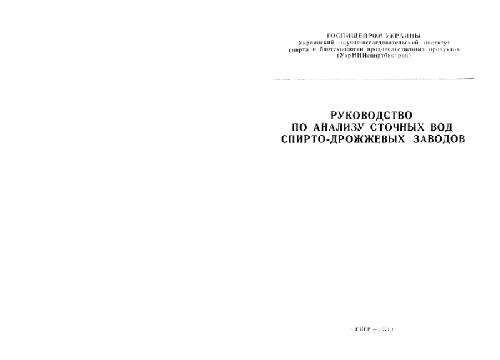 ГОСПИЩЕПРОМ УКРАИНЫ
Украинский научно-исследовательский институт
спирта и биотехнологии продовольственных продуктов
(УкрНИИспиртбиопрод)
РУКОВОДСТВО
ПО АНАЛИЗУ СТОЧНЫХ ВОД
СПИРТО-ДРОЖЖЕВЫХ ЗАВОДОВ